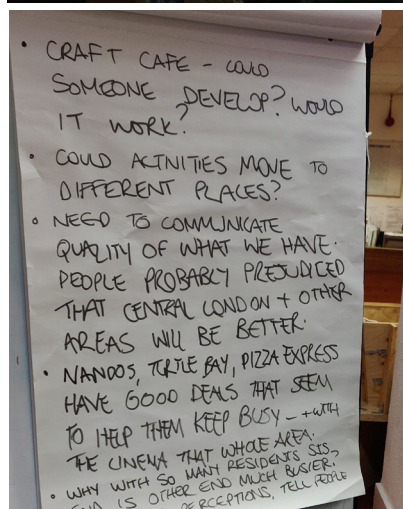 • CRAFT CAFE – COULD
SOMEONE DEVELOP? WOULD
IT WORK?
• COULD ACTIVITIES MOVE TO
DIFFERENT PLACES?
• NEED TO COMMUNICATE
QUALITY OF WHAT WE HAVE.
PEOPLE PROBABLY PREJUDICED
THAT CENTRAL LONDON + OTHER
AREAS WILL BE BETTER.
• NANDOS, TURTLE BAY, PIZZA EXPRESS
HAVE GOOD DEALS THAT SEEM
TO HELP THEM KEEP BUSY – + WITH
THE CINEMA THAT WHOLE AREA.
• WHY WITH SO MANY RESIDENTS
END IS OTHER END MUCH BUSIER.
PERCEPTIONS, TELL PEOPLE